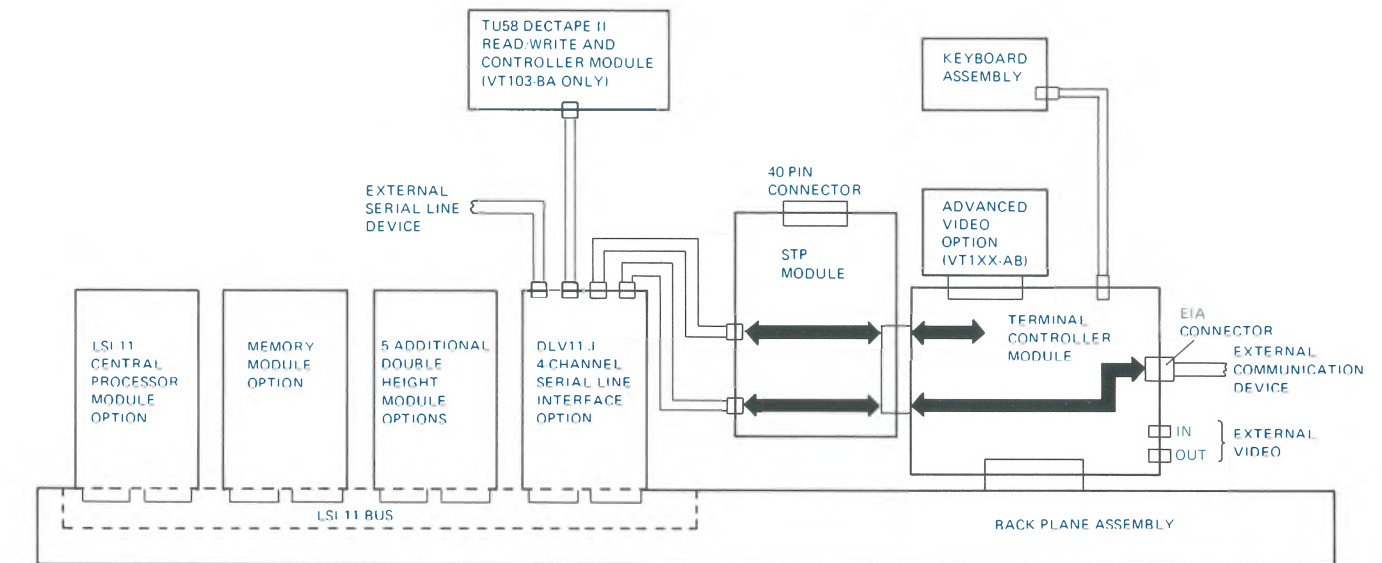 TU58 DECTAPE II
READ/WRITE AND
CONTROLLER MODULE
(VT103-BA ONLY)
KEYBOARD
ASSEMBLY
40 PIN
CONNECTOR
EXTERNAL
SERIAL LINE
DEVICE
ADVANCED
VIDEO
OPTION
(VT1XX-AB)
STP
MODULE
LSI 11
CENTRAL
PROCESSOR
MODULE
OPTION
MEMORY
MODULE
OPTION
5 ADDITIONAL
DOUBLE
HEIGHT
MODULE
OPTIONS
DLV11-J
4 CHANNEL
SERIAL LINE
INTERFACE
OPTION
TERMINAL
CONTROLLER
MODULE
EIA
CONNECTOR
EXTERNAL
COMMUNICATION
DEVICE
IN
OUT
EXTERNAL
VIDEO
LSI 11 BUS
BACK PLANE ASSEMBLY